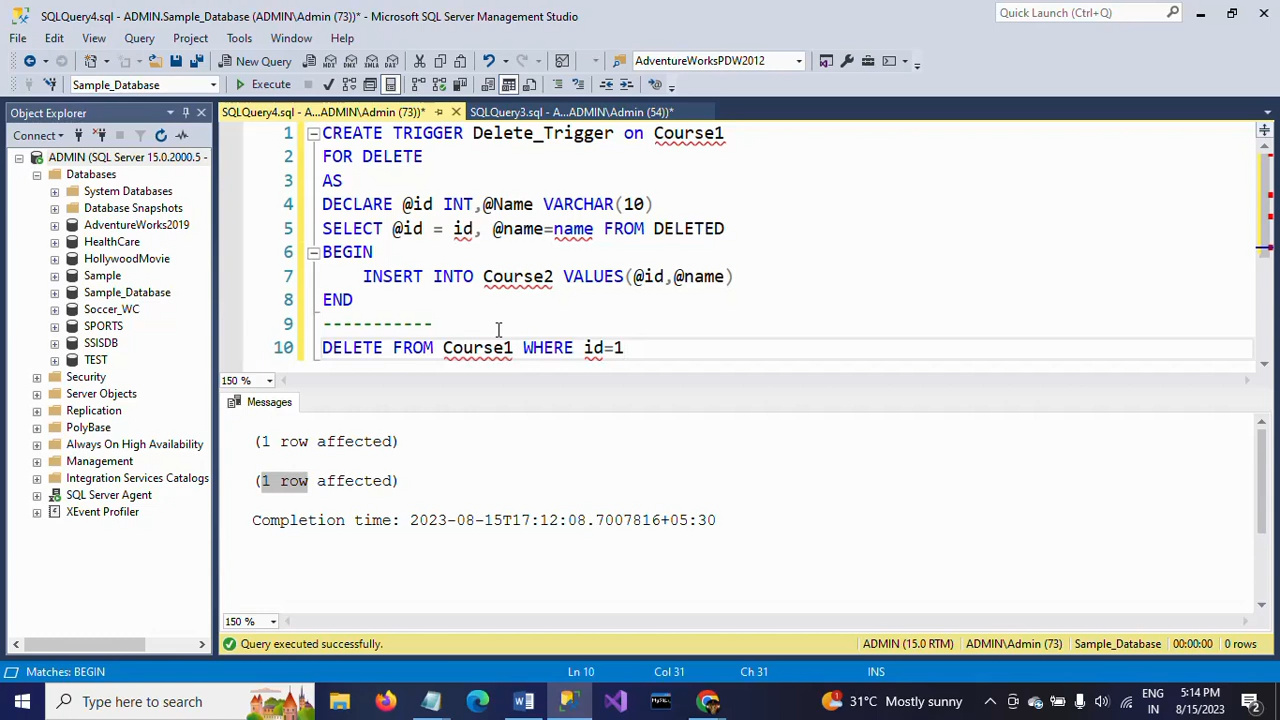 SQLQuery4.sql - ADMIN.Sample_Database (ADMIN\Admin (73))* - Microsoft SQL Server Management Studio
Quick Launch (Ctrl+Q)
File Edit View Query Project Tools Window Help
New Query
MDX DMX XMLA DAX
AdventureWorksPDW2012
Sample_Database
Execute
Object Explorer
SQLQuery4.sql - A...ADMIN\Admin (73))*
SQLQuery3.sql - A...ADMIN\Admin (54))*
Connect
ADMIN (SQL Server 15.0.2000.5 -
Databases
System Databases
Database Snapshots
AdventureWorks2019
HealthCare
HollywoodMovie
Sample
Sample_Database
Soccer_WC
SPORTS
SSISDB
TEST
Security
Server Objects
Replication
PolyBase
Always On High Availability
Management
Integration Services Catalogs
SQL Server Agent
XEvent Profiler
1 CREATE TRIGGER Delete_Trigger on Course1
2 FOR DELETE
3 AS
4 DECLARE @id INT,@Name VARCHAR(10)
5 SELECT @id = id, @name=name FROM DELETED
6 BEGIN
7 INSERT INTO Course2 VALUES(@id,@name)
8 END
9 -----------
10 DELETE FROM Course1 WHERE id=1
150 %
Messages
(1 row affected)
(1 row affected)
Completion time: 2023-08-15T17:12:08.7007816+05:30
150 %
Query executed successfully.
ADMIN (15.0 RTM) ADMIN\Admin (73) Sample_Database 00:00:00 0 rows
Matches: BEGIN
Ln 10 Col 31 Ch 31 INS
Type here to search
31°C Mostly sunny
ENG
IN
5:14 PM
8/15/2023
2